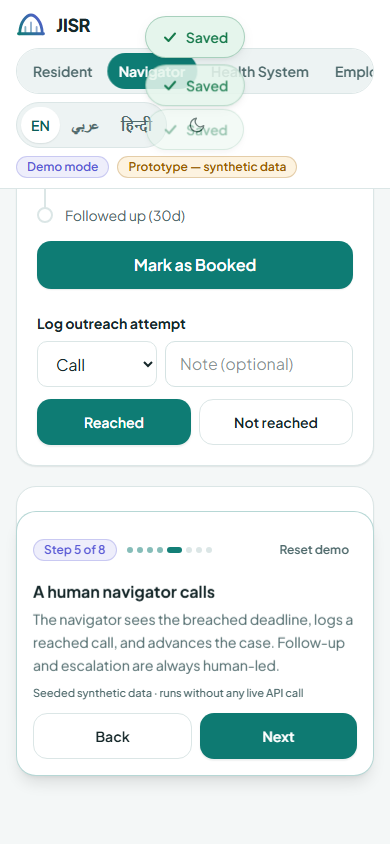 JISR
Saved
Resident
Navigator
Health System
Emplo
Saved
EN
عربي
हिन्दी
Saved
Demo mode
Prototype — synthetic data
Followed up (30d)
Mark as Booked
Log outreach attempt
Call
Note (optional)
Reached
Not reached
Step 5 of 8
Reset demo
A human navigator calls
The navigator sees the breached deadline, logs a
reached call, and advances the case. Follow-up
and escalation are always human-led.
Seeded synthetic data · runs without any live API call
Back
Next